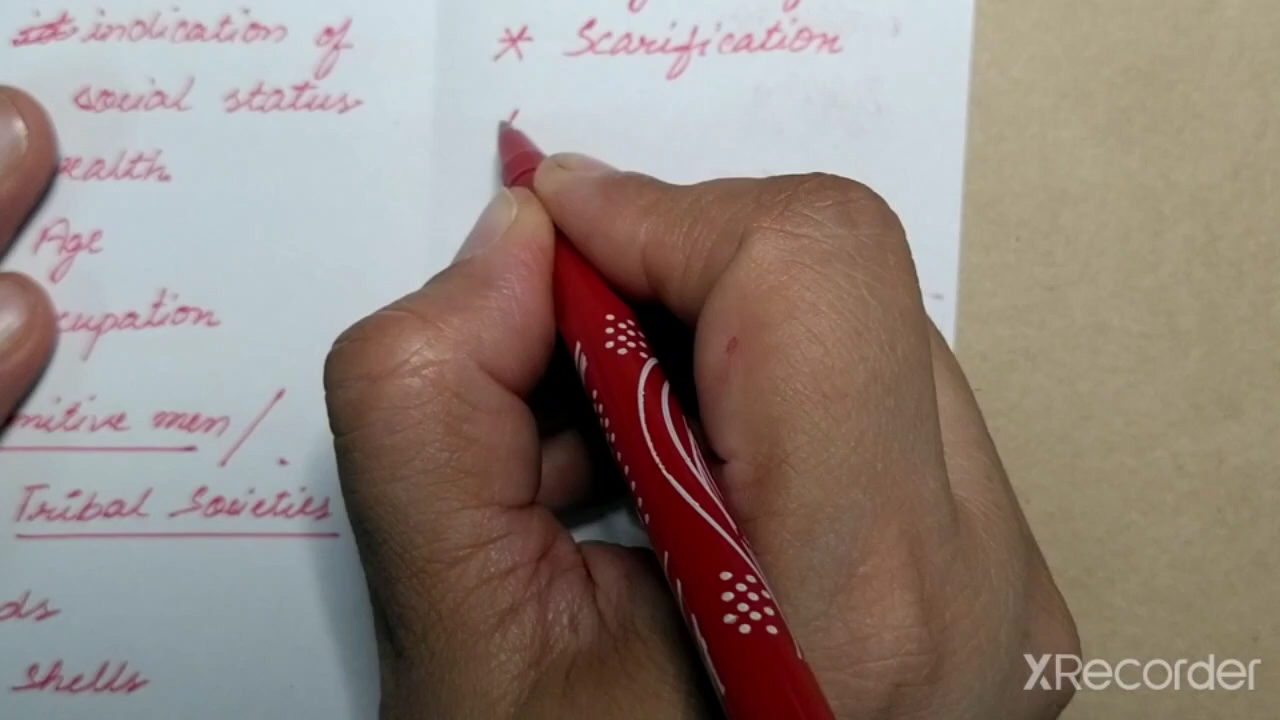 indication of
social status
ealth
Age
cupation
mitive men /.
Tribal Societies
ds
shells
* Scarification
XRecorder